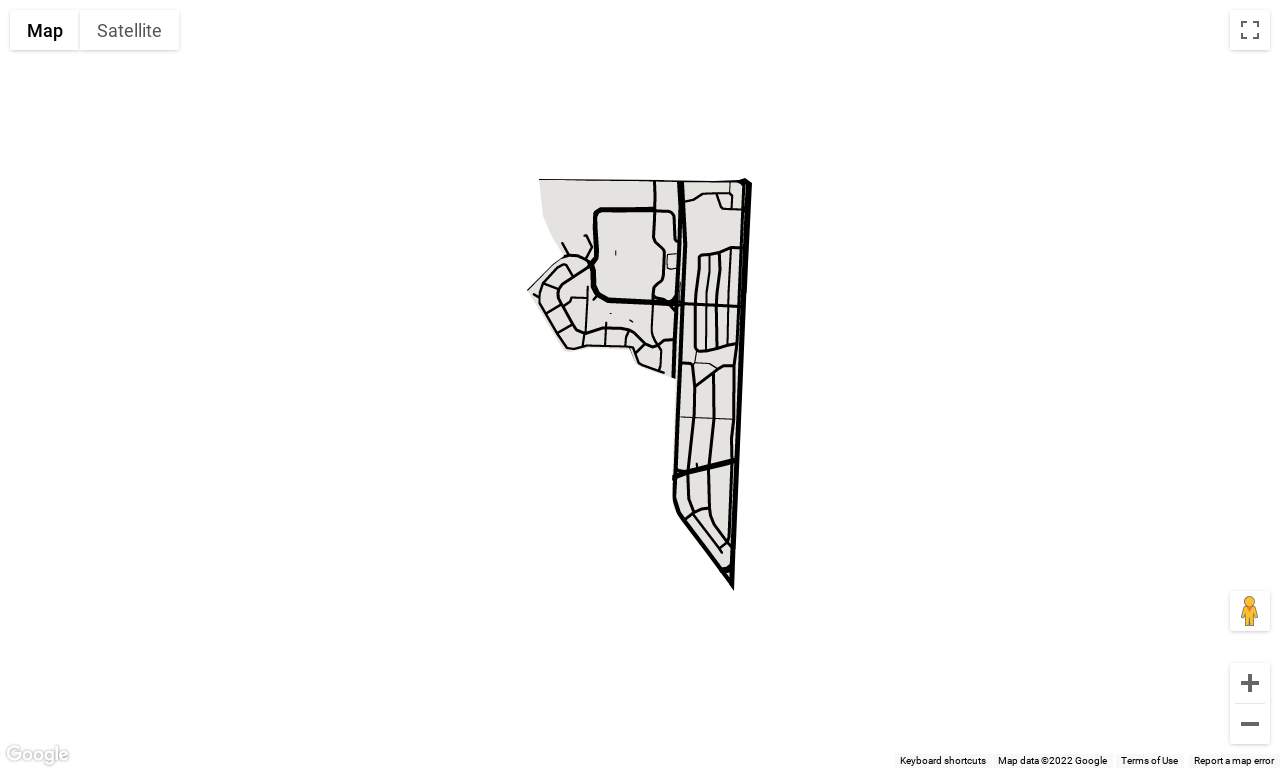 Map
Satellite
Google
Keyboard shortcuts
Map data ©2022 Google
Terms of Use
Report a map error